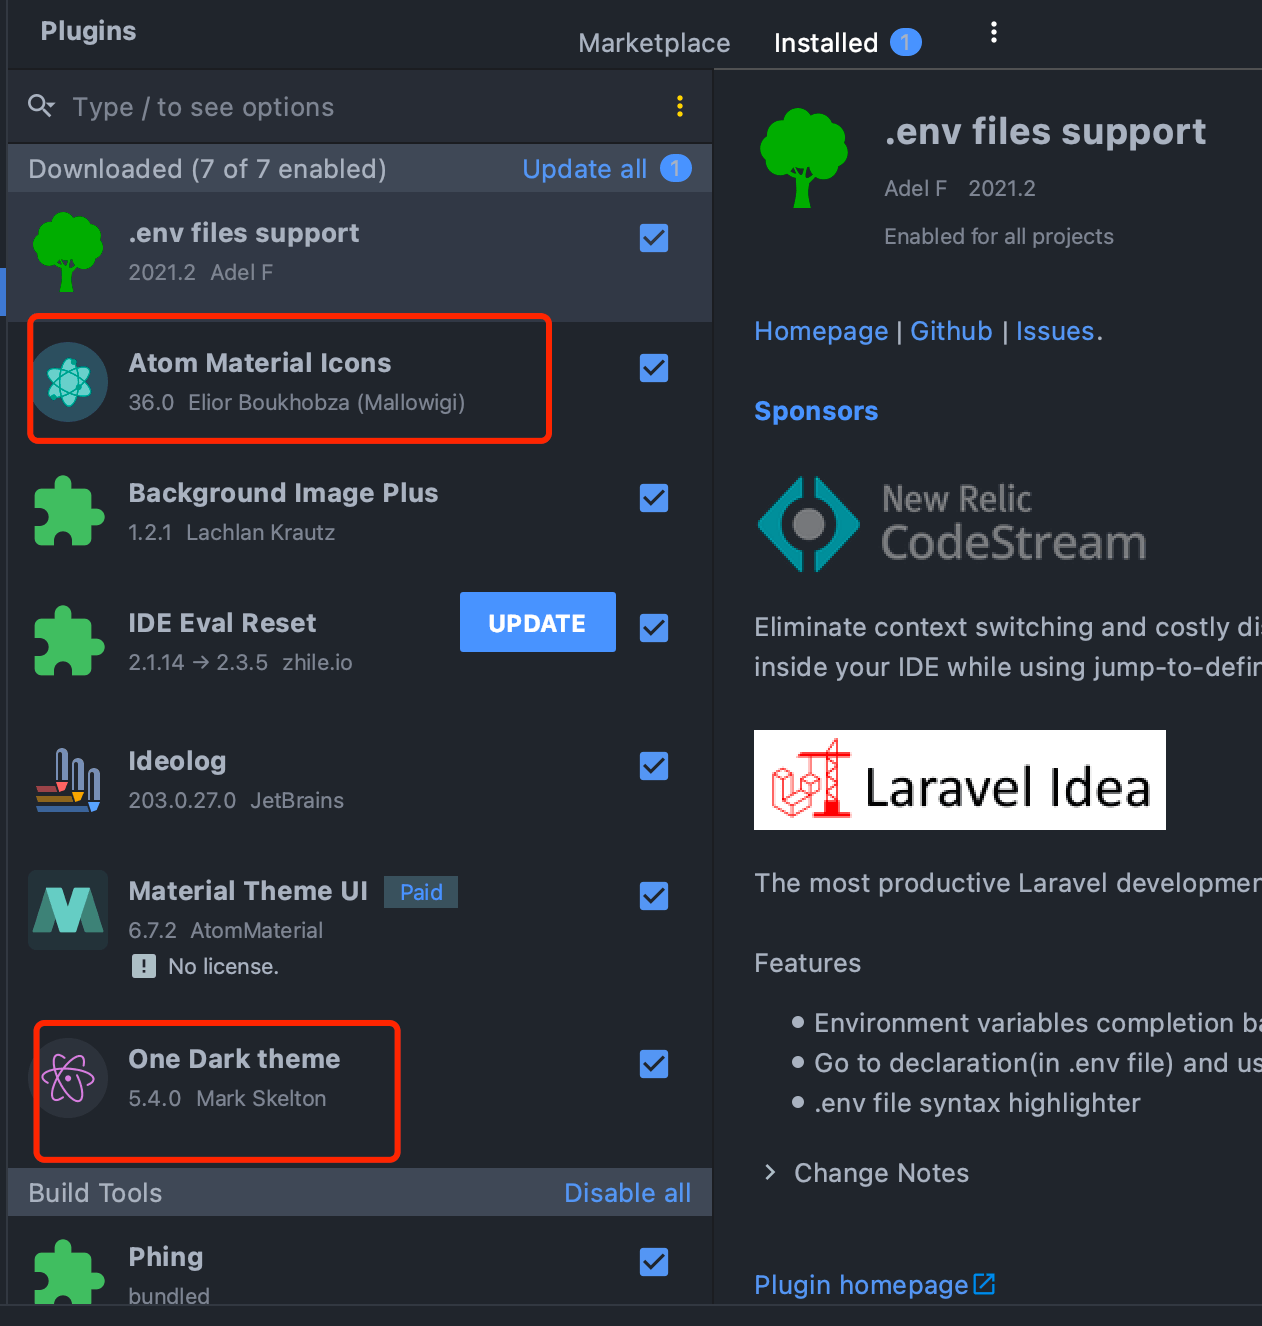 Plugins
Marketplace
Installed 1
Type / to see options
Downloaded (7 of 7 enabled)
Update all 1
.env files support
2021.2 Adel F
Atom Material Icons
36.0 Elior Boukhobza (Mallowigi)
Background Image Plus
1.2.1 Lachlan Krautz
IDE Eval Reset
UPDATE
2.1.14 → 2.3.5 zhile.io
Ideolog
203.0.27.0 JetBrains
Material Theme UI Paid
6.7.2 AtomMaterial
! No license.
One Dark theme
5.4.0 Mark Skelton
Build Tools
Disable all
Phing
bundled
.env files support
Adel F 2021.2
Enabled for all projects
Homepage | Github | Issues.
Sponsors
New Relic
CodeStream
Eliminate context switching and costly di
inside your IDE while using jump-to-defi
Laravel Idea
The most productive Laravel developmen
Features
• Environment variables completion ba
• Go to declaration(in .env file) and us
• .env file syntax highlighter
Change Notes
Plugin homepage